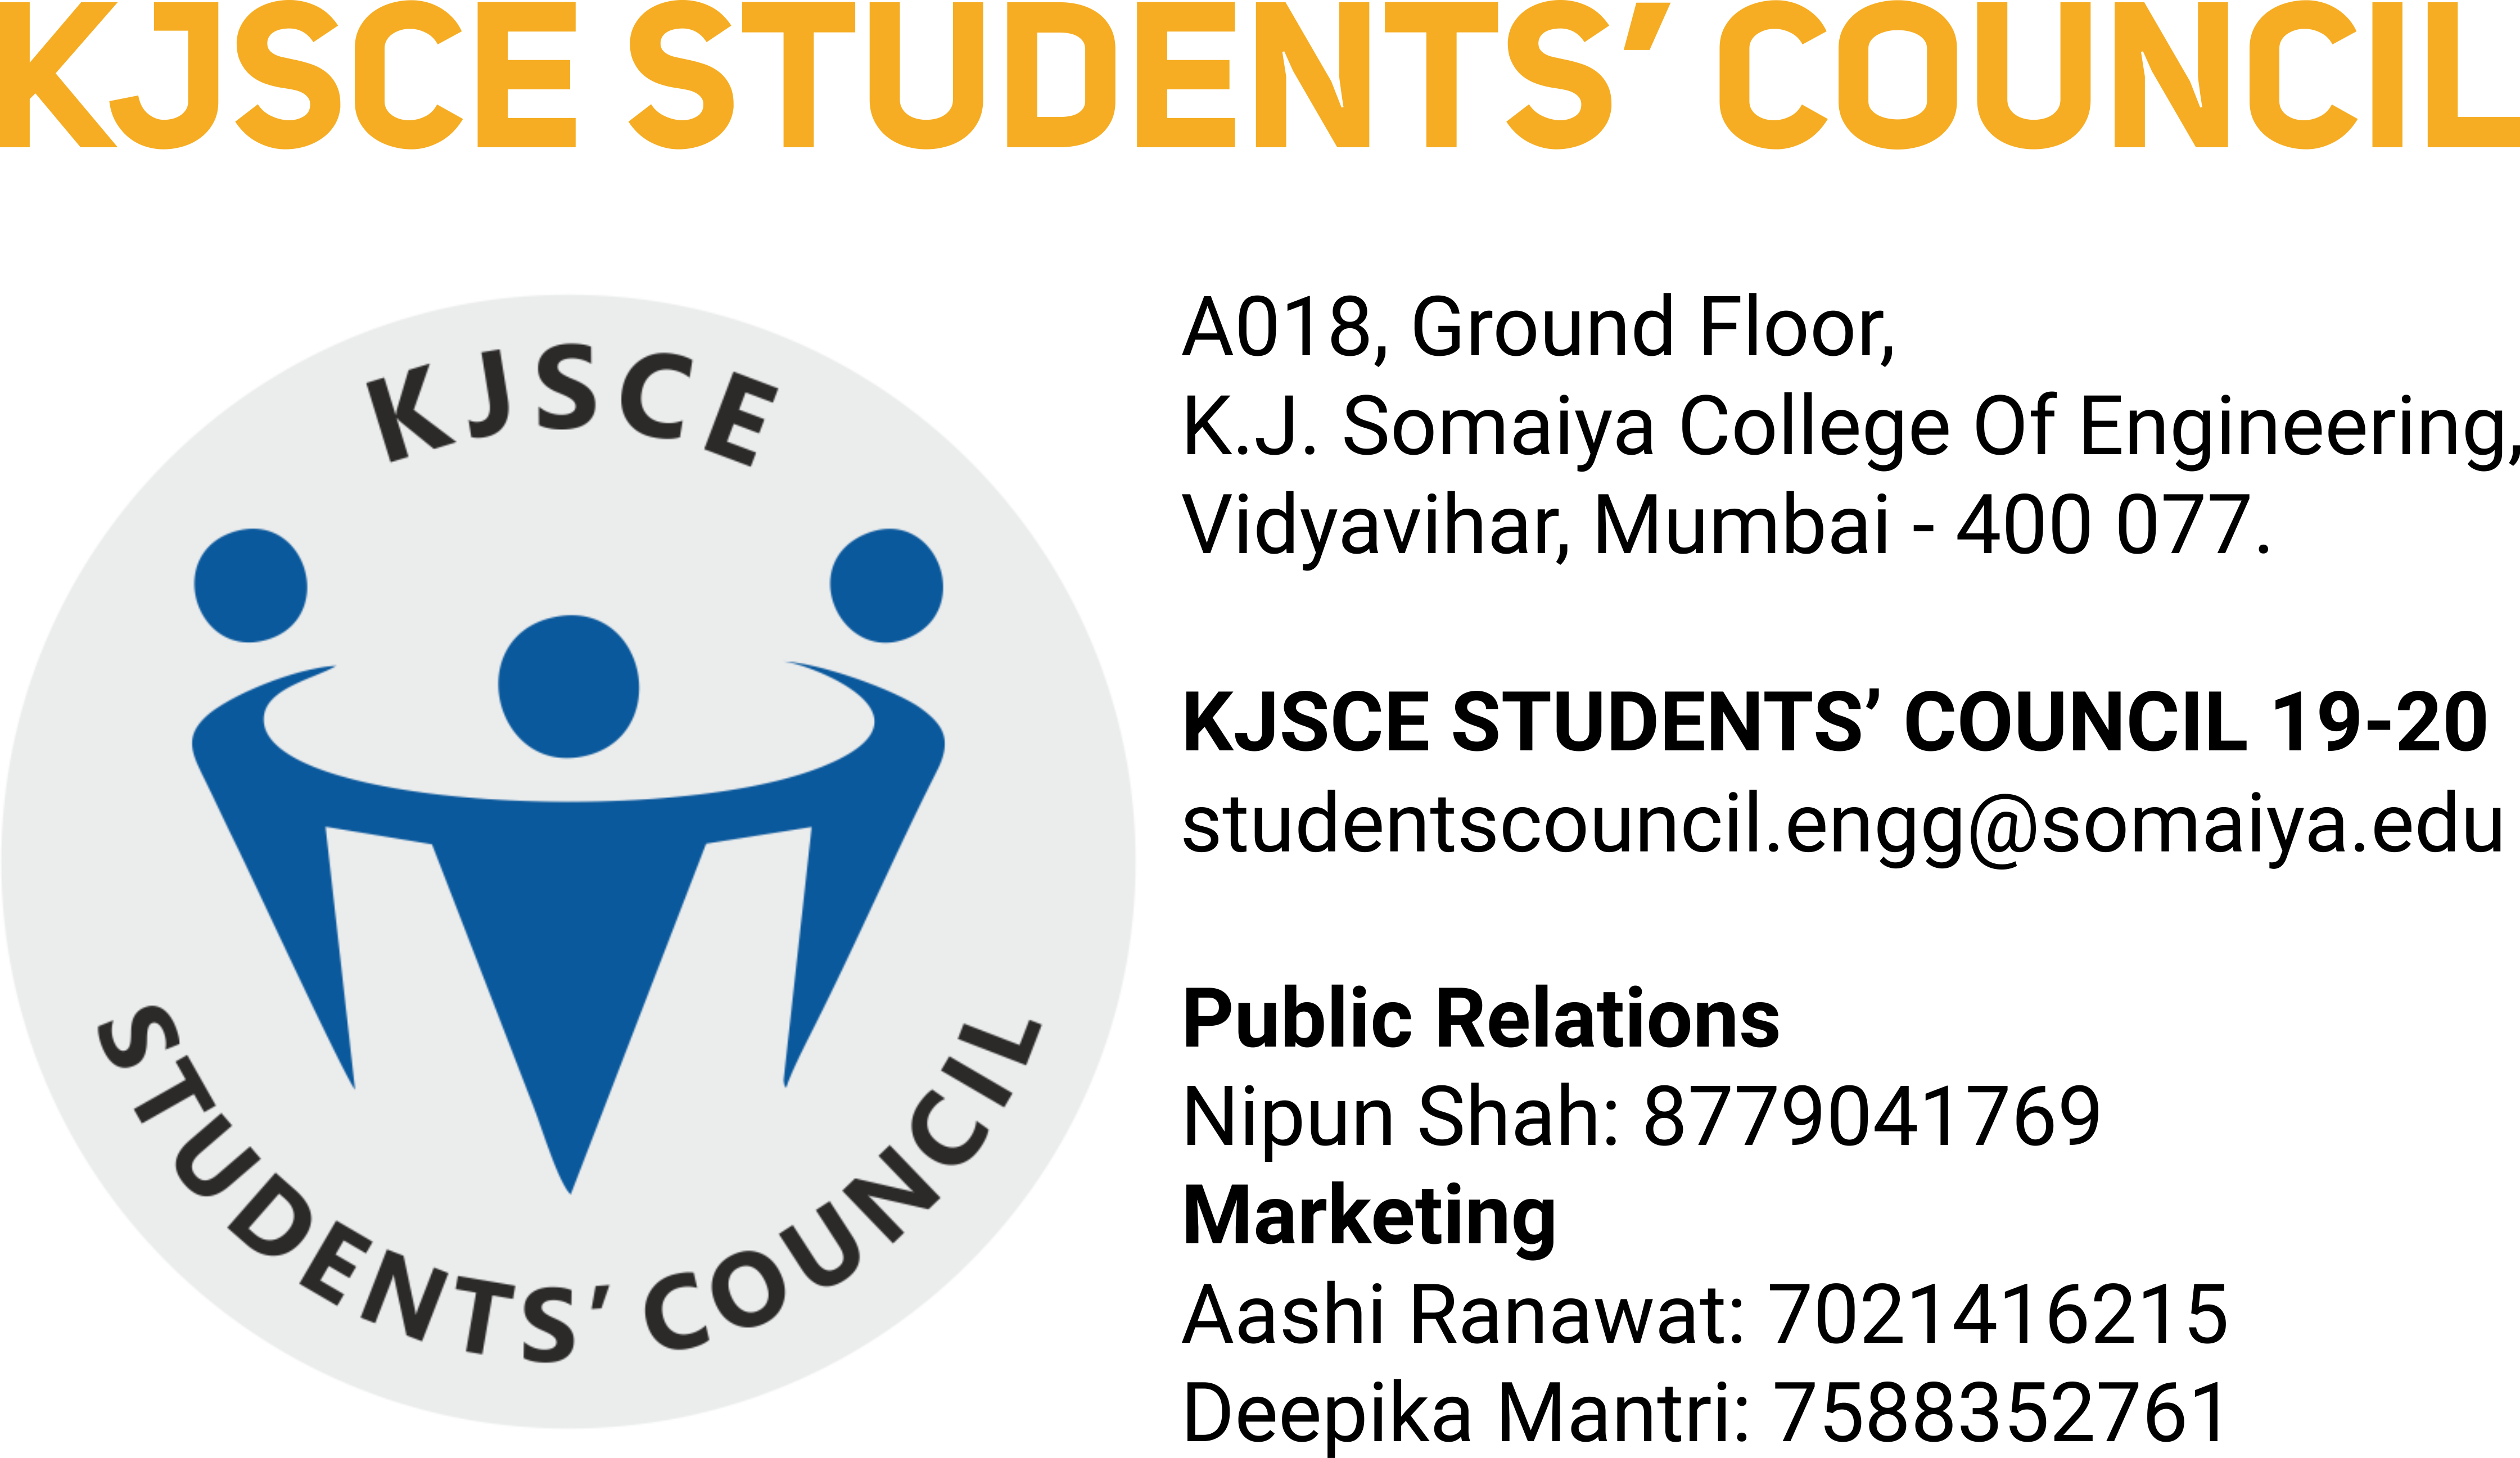 KJSCE STUDENTS’ COUNCIL
KJSCE
STUDENTS’ COUNCIL
A018, Ground Floor,
K.J. Somaiya College Of Engineering,
Vidyavihar, Mumbai - 400 077.
KJSCE STUDENTS’ COUNCIL 19-20
studentscouncil.engg@somaiya.edu
Public Relations
Nipun Shah: 8779041769
Marketing
Aashi Ranawat: 7021416215
Deepika Mantri: 7588352761